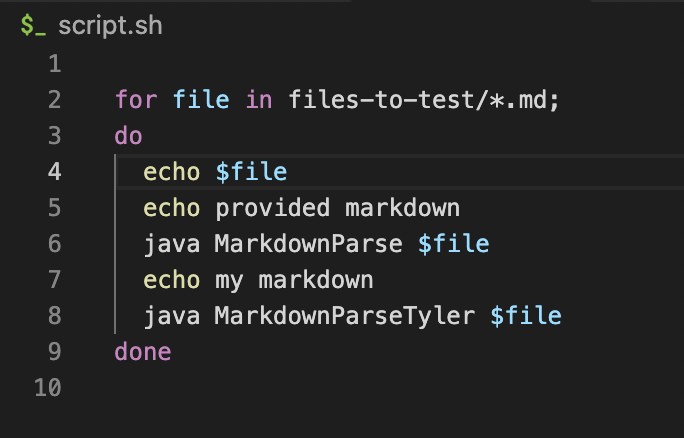 $_ script.sh
1
2 for file in files-to-test/*.md;
3 do
4 echo $file
5 echo provided markdown
6 java MarkdownParse $file
7 echo my markdown
8 java MarkdownParseTyler $file
9 done
10